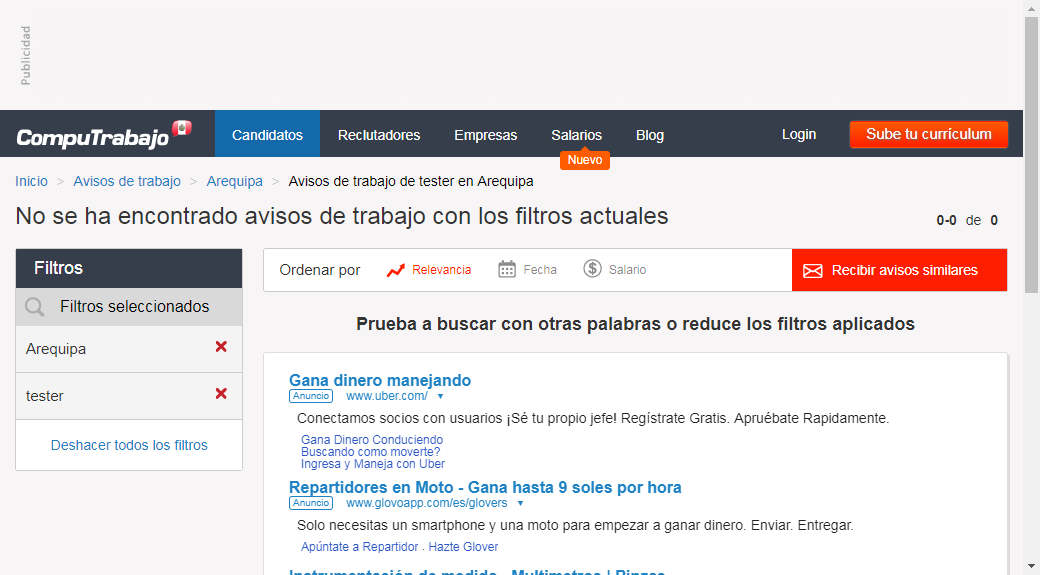 Publicidad
CompuTrabajo
Candidatos
Reclutadores
Empresas
Salarios
Nuevo
Blog
Login
Sube tu currículum
Inicio > Avisos de trabajo > Arequipa > Avisos de trabajo de tester en Arequipa
No se ha encontrado avisos de trabajo con los filtros actuales
0-0 de 0
Filtros
Filtros seleccionados
Arequipa
tester
Deshacer todos los filtros
Ordenar por
Relevancia
Fecha
Salario
Recibir avisos similares
Prueba a buscar con otras palabras o reduce los filtros aplicados
Gana dinero manejando
Anuncio www.uber.com/
Conectamos socios con usuarios ¡Sé tu propio jefe! Regístrate Gratis. Apruébate Rapidamente.
Gana Dinero Conduciendo
Buscando como moverte?
Ingresa y Maneja con Uber
Repartidores en Moto - Gana hasta 9 soles por hora
Anuncio www.glovoapp.com/es/glovers
Solo necesitas un smartphone y una moto para empezar a ganar dinero. Enviar. Entregar.
Apúntate a Repartidor · Hazte Glover
Instrumentación de medida - Multimetros | Pinzas